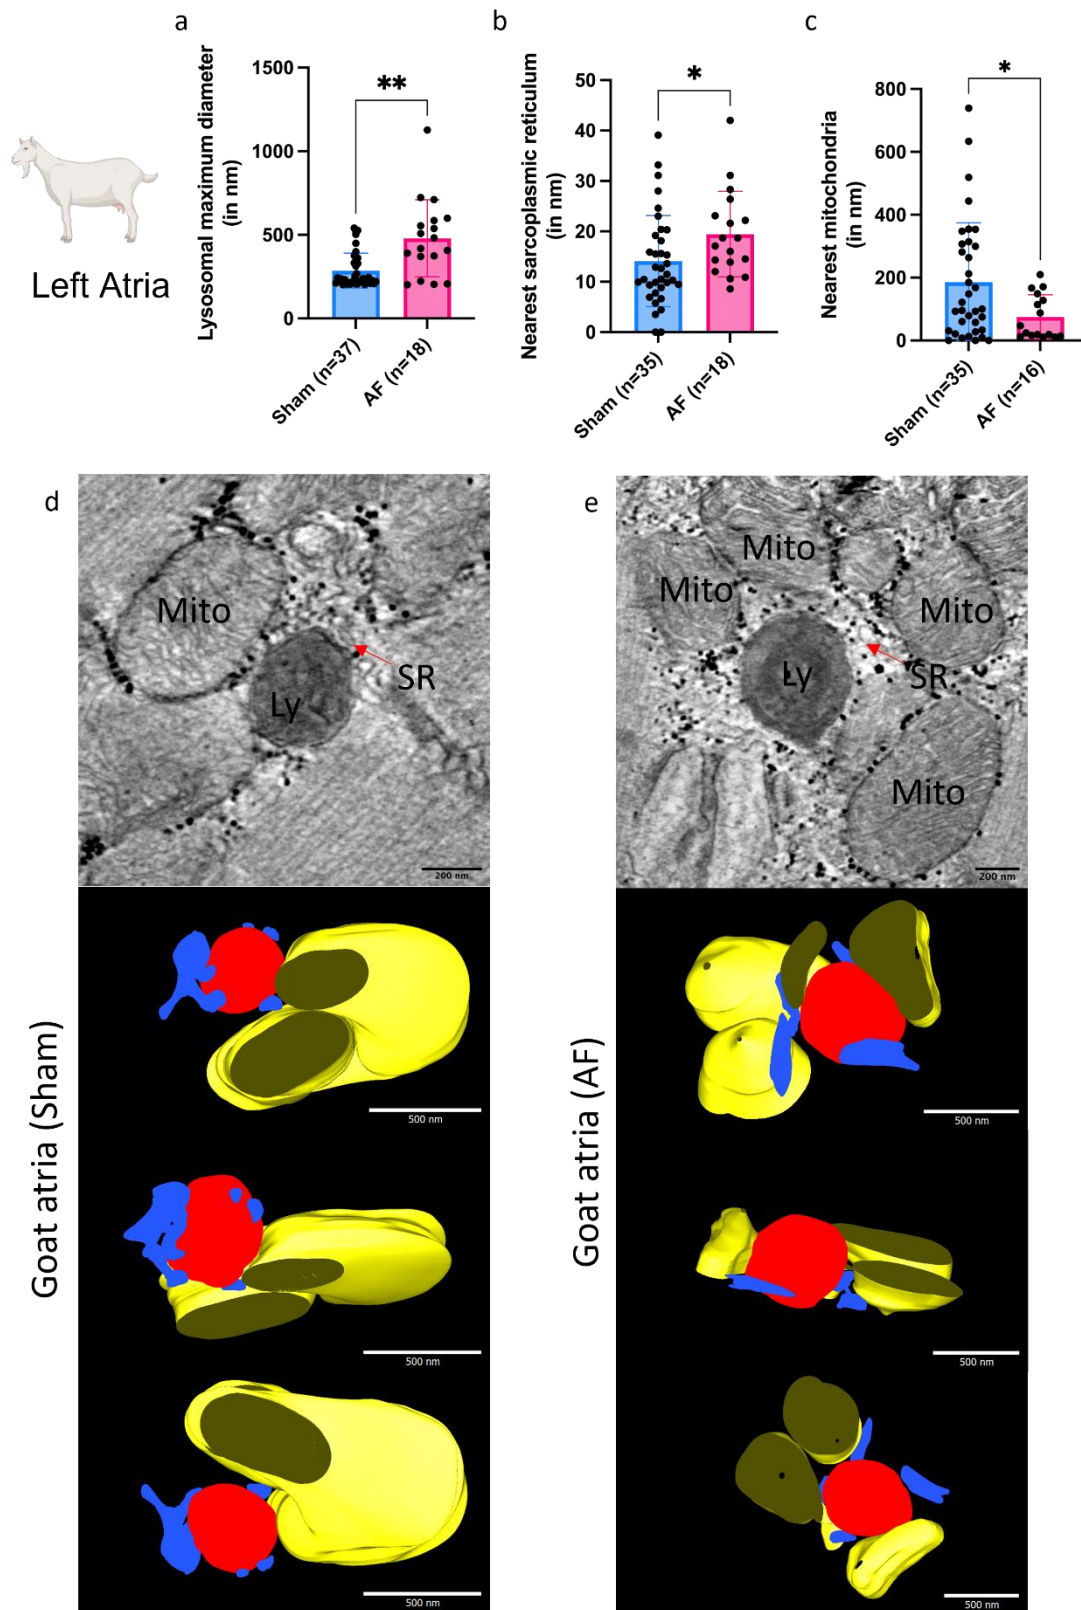 a
b
c
Lysosomal maximum diameter
(in nm)
1500
1000
500
0
**
Sham (n=37)
AF (n=18)
Nearest sarcoplasmic reticulum
(in nm)
50
40
30
20
10
0
*
Sham (n=35)
AF (n=18)
Nearest mitochondria
(in nm)
800
600
400
200
0
*
Sham (n=35)
AF (n=16)
Left Atria
d
Mito
Ly
SR
200 nm
e
Mito
Mito
Mito
Ly
SR
Mito
200 nm
Goat atria (Sham)
500 nm
500 nm
500 nm
Goat atria (AF)
500 nm
500 nm
500 nm